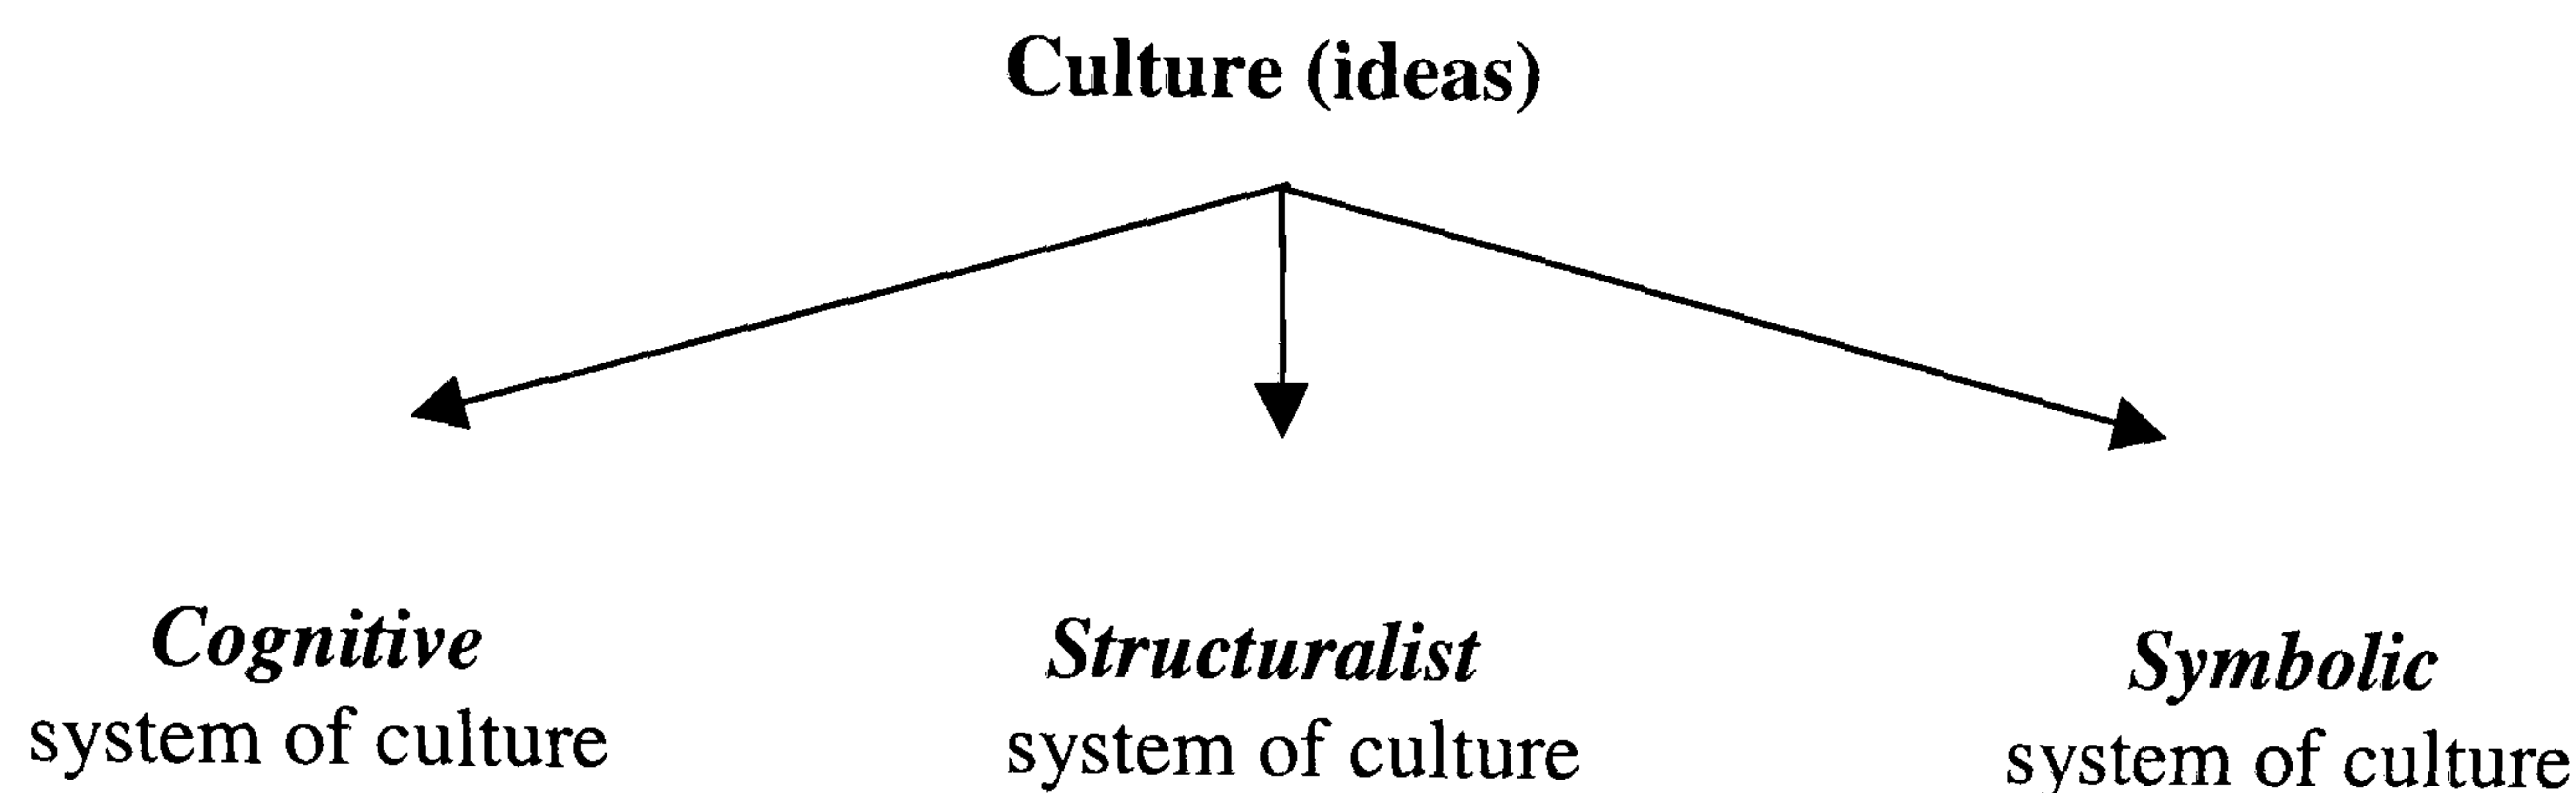 Culture (ideas)
Cognitive
system of culture
Structuralist
system of culture
Symbolic
system of culture